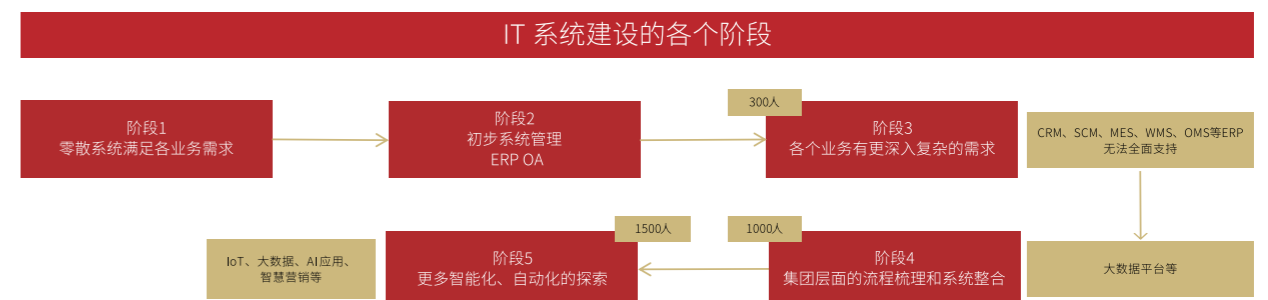 IT 系统建设的各个阶段
阶段1
零散系统满足各业务需求
阶段2
初步系统管理
ERP OA
300人
阶段3
各个业务有更深入复杂的需求
CRM、SCM、MES、WMS、OMS等ERP
无法全面支持
大数据平台等
1000人
阶段4
集团层面的流程梳理和系统整合
1500人
阶段5
更多智能化、自动化的探索
IoT、大数据、AI应用、
智慧营销等